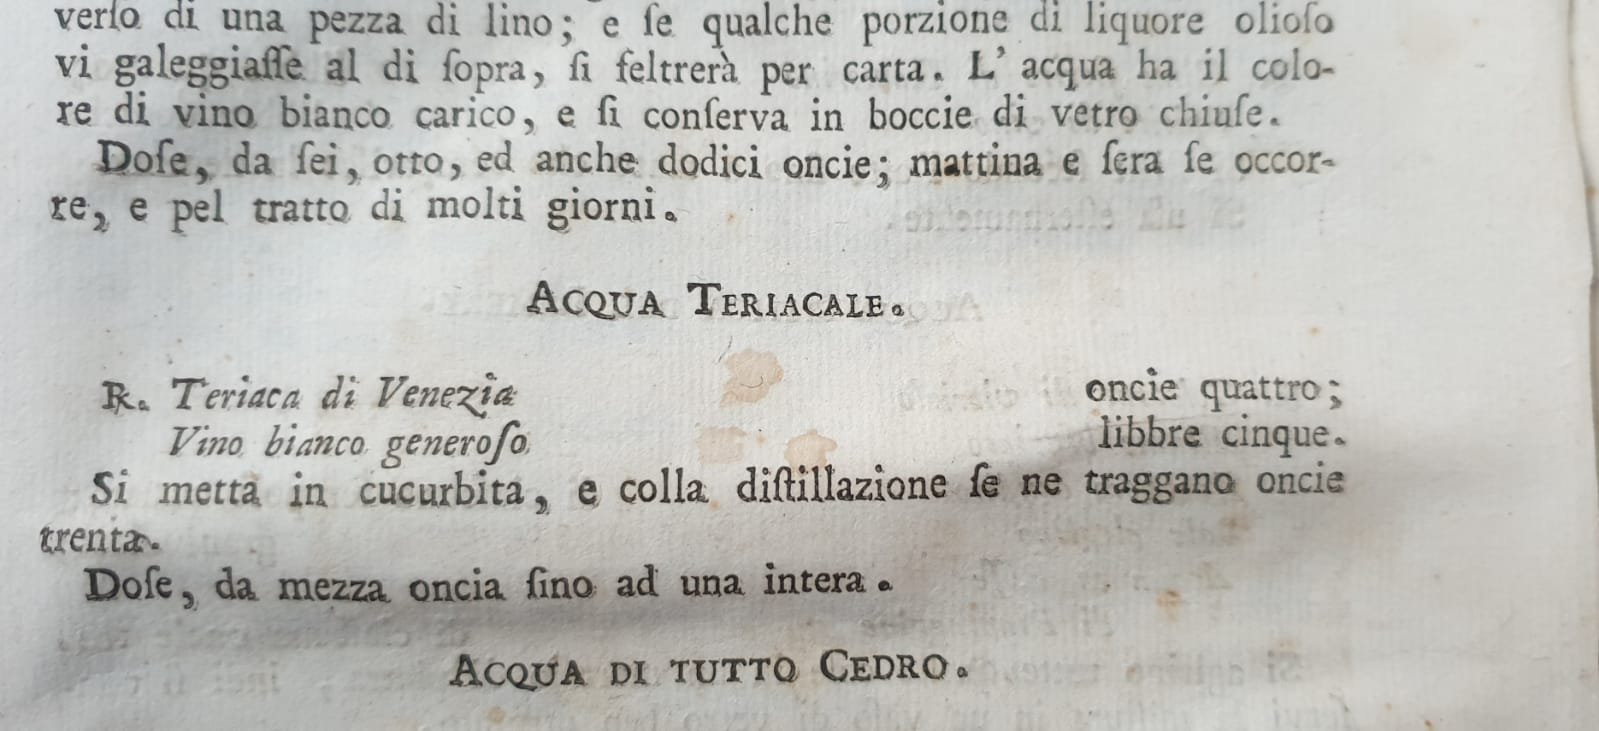 verſo di una pezza di lino; e ſe qualche porzione di liquore olioſo
vi galeggiaſſe al di ſopra, ſi feltrerà per carta. L' acqua ha il colo-
re di vino bianco carico, e ſi conſerva in boccie di vetro chiuſe.
Doſe, da ſei, otto, ed anche dodici oncie; mattina e ſera ſe occor-
re, e pel tratto di molti giorni.
ACQUA TERIACALE.
℞. Teriaca di Venezia oncie quattro;
Vino bianco generoſo libbre cinque.
Si metta in cucurbita, e colla diſtillazione ſe ne traggano oncie
trenta.
Doſe, da mezza oncia ſino ad una intera.
ACQUA DI TUTTO CEDRO.